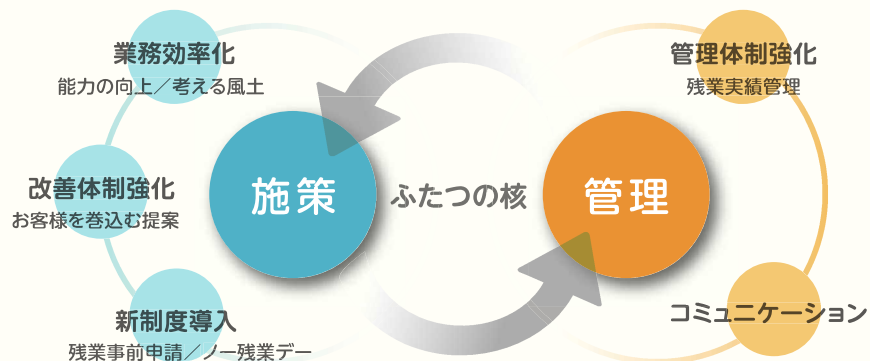 業務効率化
能力の向上／考える風土
改善体制強化
お客様を巻込む提案
新制度導入
残業事前申請／ノー残業デー
施策
ふたつの核
管理
管理体制強化
残業実績管理
コミュニケーション